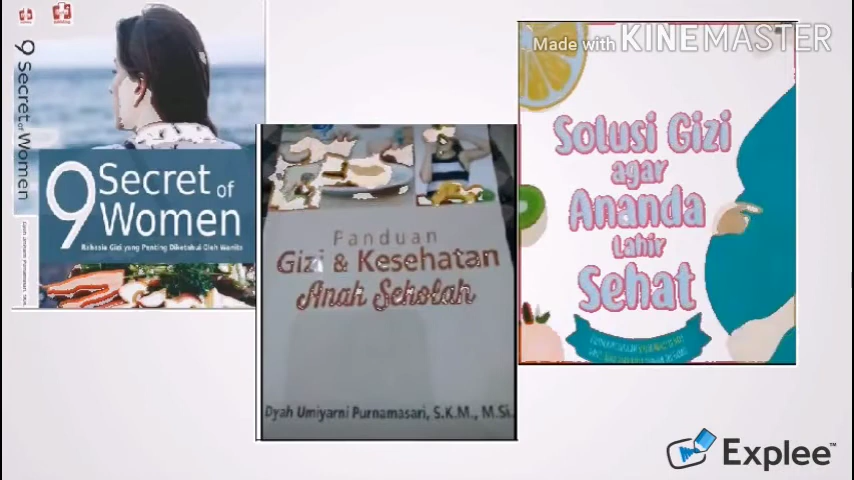 9 Secret of Women
9
Secret of
Women
Rahasia Gizi yang Penting Diketahui Oleh Wanita
Panduan
Gizi & Kesehatan
Anak Sekolah
Dyah Umiyarni Purnamasari, S.K.M., M.Si.
Made with KINEMASTER
Solusi Gizi
agar
Ananda
Lahir
Sehat
Explee™